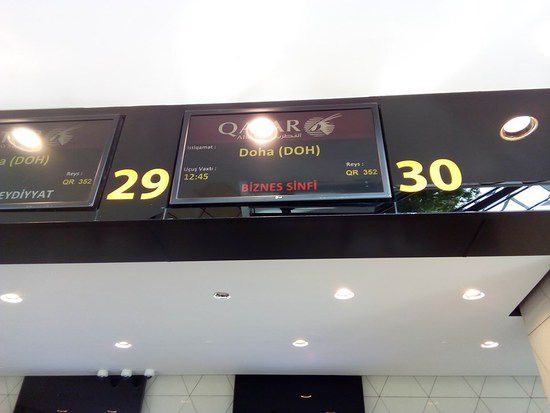 a (DOH)
Reys :
QR 352
EYDİYYAT
29
QATAR
القطرية
İstiqamət :
Doha (DOH)
Uçuş Vaxtı :
Reys :
12:45
QR 352
BİZNES SİNFİ
30